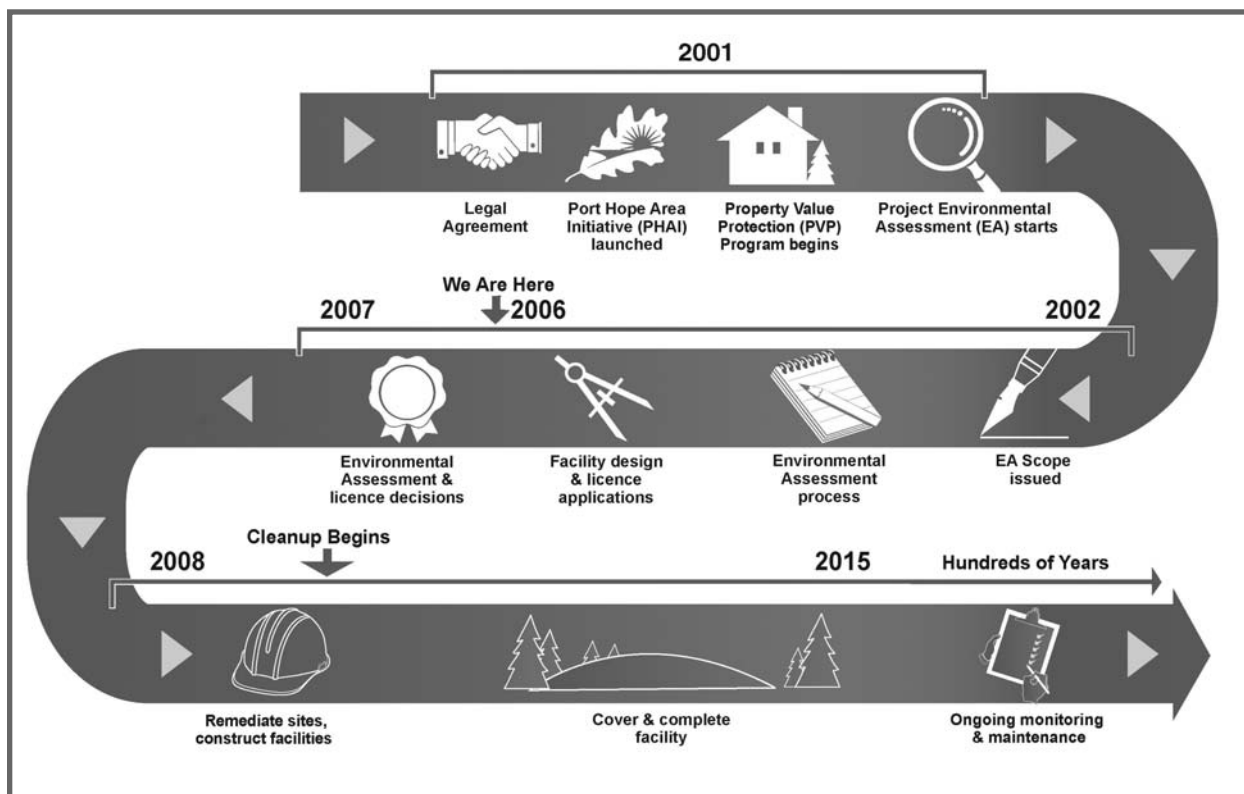 2001
Legal
Agreement
Port Hope Area
Initiative (PHAI)
launched
Property Value
Protection (PVP)
Program begins
Project Environmental
Assessment (EA) starts
We Are Here
2007
2006
2002
Environmental
Assessment &
licence decisions
Facility design
& licence
applications
Environmental
Assessment
process
EA Scope
issued
Cleanup Begins
2008
2015
Hundreds of Years
Remediate sites,
construct facilities
Cover & complete
facility
Ongoing monitoring
& maintenance